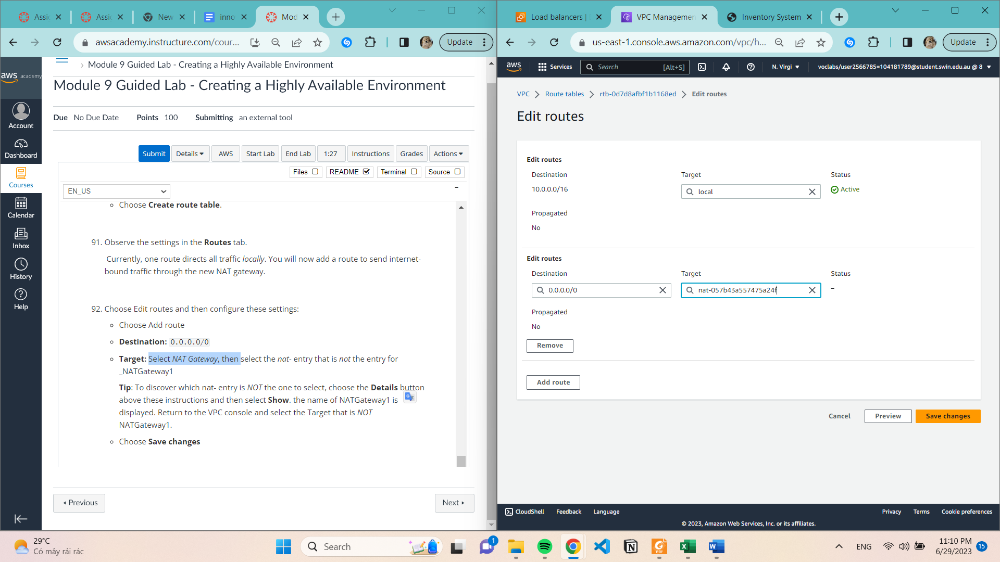 Assi
Assi
New
inno
Mod
awsacademy.instructure.com/cour...
Update
aws academy
Account
Dashboard
Courses
Calendar
Inbox
History
Help
› Module 9 Guided Lab - Creating a Highly Available Environment
Module 9 Guided Lab - Creating a Highly Available Environment
Due No Due Date Points 100 Submitting an external tool
Submit Details AWS Start Lab End Lab 1:27 Instructions Grades Actions
Files README Terminal Source
EN_US
-
Choose Create route table.
91. Observe the settings in the Routes tab.
Currently, one route directs all traffic locally. You will now add a route to send internet-
bound traffic through the new NAT gateway.
92. Choose Edit routes and then configure these settings:
Choose Add route
Destination: 0.0.0.0/0
Target: Select NAT Gateway, then select the nat- entry that is not the entry for
_NATGateway1
Tip: To discover which nat- entry is NOT the one to select, choose the Details button
above these instructions and then select Show. the name of NATGateway1 is
displayed. Return to the VPC console and select the Target that is NOT
NATGateway1.
Choose Save changes
Previous
Next
Load balancers |
VPC Managemen
Inventory System
us-east-1.console.aws.amazon.com/vpc/h...
Update
aws Services Search [Alt+S] N. Virgi voclabs/user2566785=104181789@student.swin.edu.au @ 8
VPC Route tables rtb-0d7d8afbf1b1168ed Edit routes
Edit routes
Edit routes
Destination Target Status
10.0.0.0/16 local Active
Propagated
No
Edit routes
Destination Target Status
0.0.0.0/0 nat-057b43a557475a24f –
Propagated
No
Remove
Add route
Cancel Preview Save changes
CloudShell Feedback Language Privacy Terms Cookie preferences
© 2023, Amazon Web Services, Inc. or its affiliates.
29°C
Có mây rải rác
Search
1
ENG
11:10 PM
6/29/2023
15